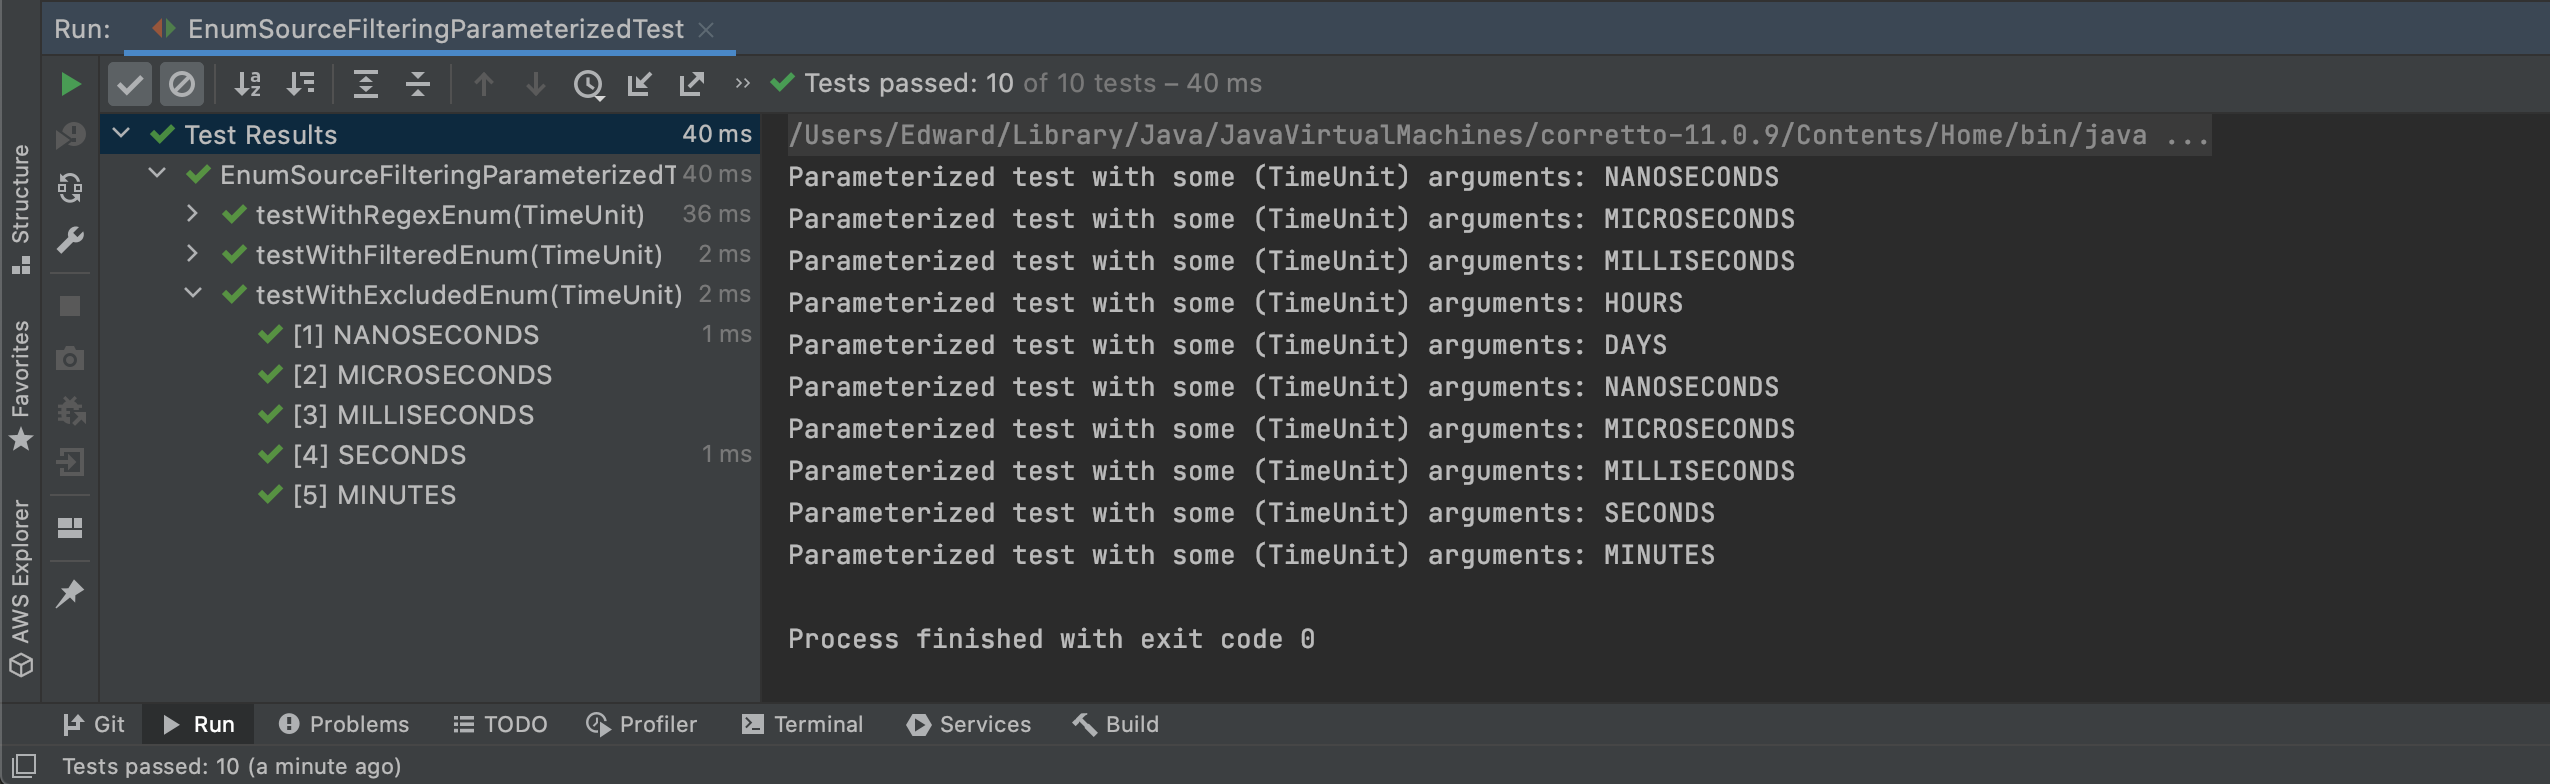 Run: EnumSourceFilteringParameterizedTest
Tests passed: 10 of 10 tests – 40 ms
Test Results 40 ms
EnumSourceFilteringParameterizedT 40 ms
testWithRegexEnum(TimeUnit) 36 ms
testWithFilteredEnum(TimeUnit) 2 ms
testWithExcludedEnum(TimeUnit) 2 ms
[1] NANOSECONDS 1 ms
[2] MICROSECONDS
[3] MILLISECONDS
[4] SECONDS 1 ms
[5] MINUTES
/Users/Edward/Library/Java/JavaVirtualMachines/corretto-11.0.9/Contents/Home/bin/java ...
Parameterized test with some (TimeUnit) arguments: NANOSECONDS
Parameterized test with some (TimeUnit) arguments: MICROSECONDS
Parameterized test with some (TimeUnit) arguments: MILLISECONDS
Parameterized test with some (TimeUnit) arguments: HOURS
Parameterized test with some (TimeUnit) arguments: DAYS
Parameterized test with some (TimeUnit) arguments: NANOSECONDS
Parameterized test with some (TimeUnit) arguments: MICROSECONDS
Parameterized test with some (TimeUnit) arguments: MILLISECONDS
Parameterized test with some (TimeUnit) arguments: SECONDS
Parameterized test with some (TimeUnit) arguments: MINUTES
Process finished with exit code 0
Structure
Favorites
AWS Explorer
Git Run Problems TODO Profiler Terminal Services Build
Tests passed: 10 (a minute ago)